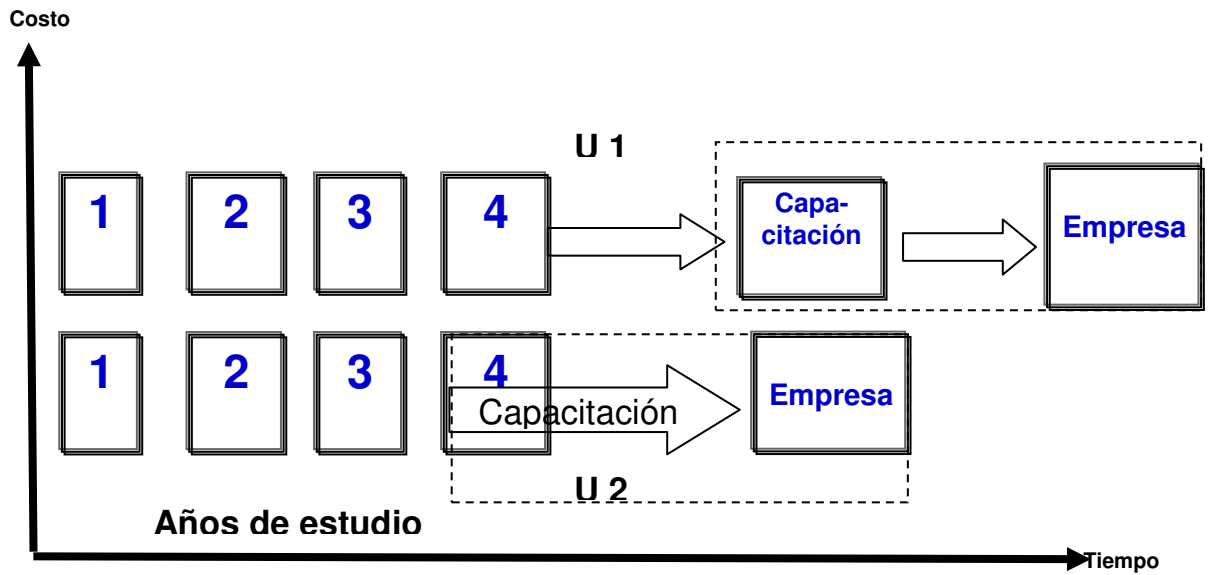 Costo
U 1
1
2
3
4
Capa-
citación
Empresa
1
2
3
4
Capacitación
Empresa
U 2
Años de estudio
Tiempo